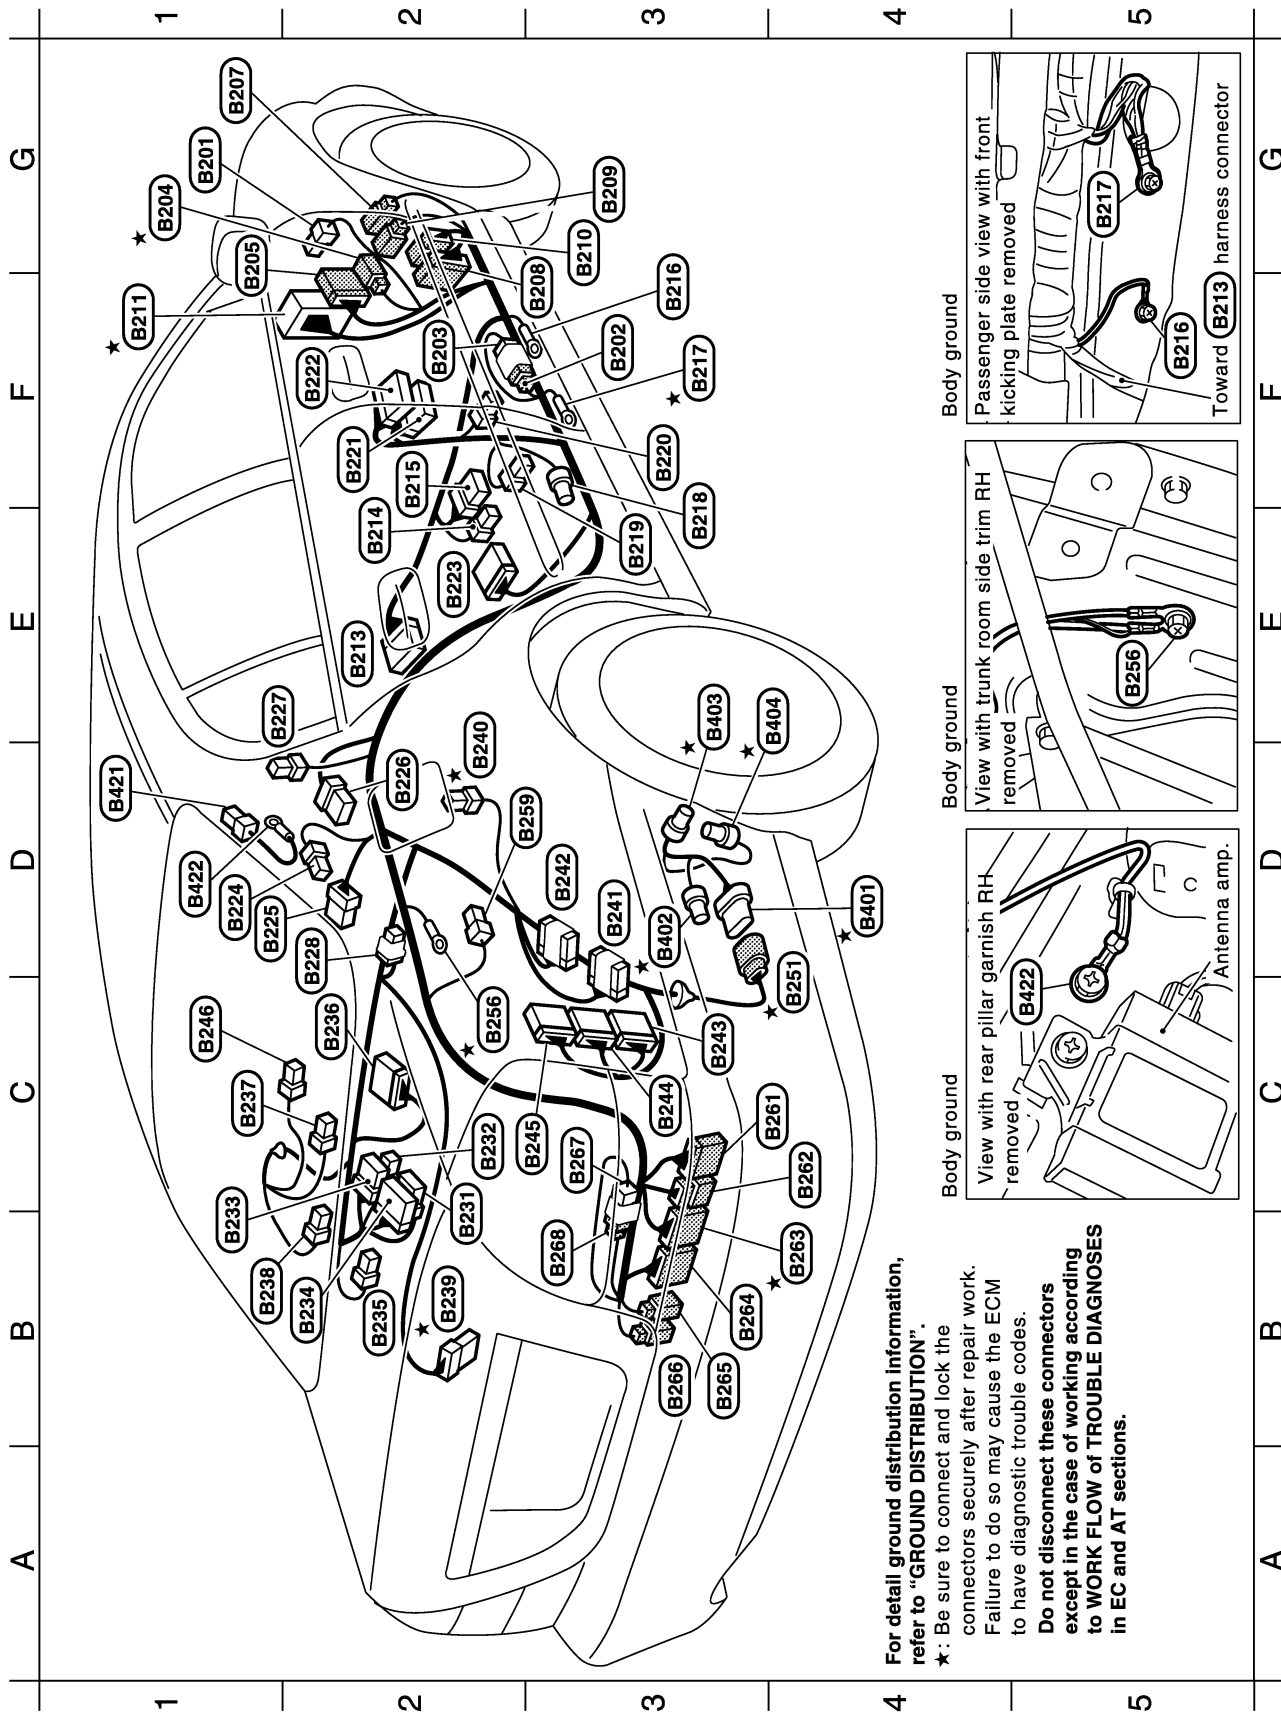 A
B
C
D
E
F
G
1
2
3
4
5
1
2
3
4
5
A
B
C
D
E
F
G
B421
B422
B224
B225
B228
B227
B226
B246
B237
B236
B233
B238
B234
B235
B239 ★
B231
B232
B256 ★
B240 ★
B259
B242
B241
B245
B244
B243
B267
B268
B266
B265
B264
B263 ★
B262
B261
B251 ★
B401 ★
B402 ★
B403 ★
B404 ★
B213
B223
B214
B215
B221
B222
B211 ★
B205
B204 ★
B201
B207
B209
B210
B208
B203
B216
B202
B217 ★
B220
B218
B219
For detail ground distribution information,
refer to “GROUND DISTRIBUTION”.
★: Be sure to connect and lock the
connectors securely after repair work.
Failure to do so may cause the ECM
to have diagnostic trouble codes.
Do not disconnect these connectors
except in the case of working according
to WORK FLOW of TROUBLE DIAGNOSES
in EC and AT sections.
Body ground
View with rear pillar garnish RH
removed
B422
Antenna amp.
Body ground
View with trunk room side trim RH
removed
B256
Body ground
Passenger side view with front
kicking plate removed
B217
B216
Toward B213 harness connector